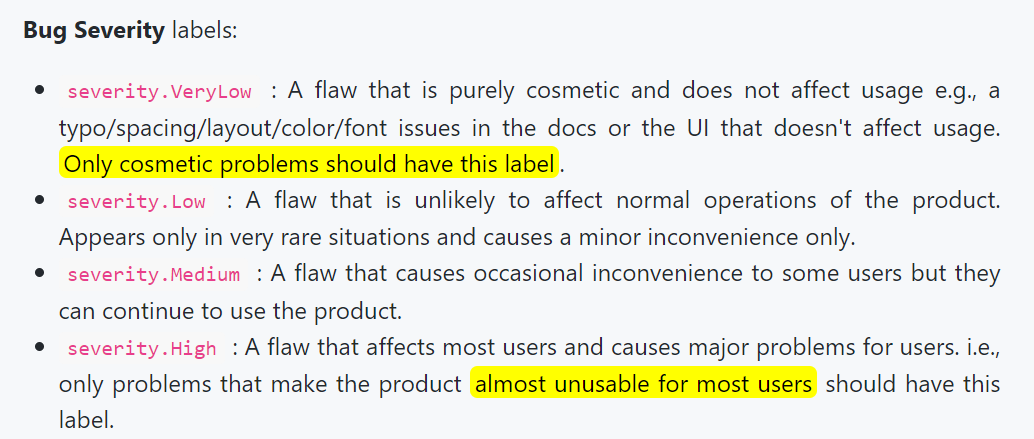 Bug Severity labels:
severity.VeryLow : A flaw that is purely cosmetic and does not affect usage e.g., a
typo/spacing/layout/color/font issues in the docs or the UI that doesn't affect usage.
Only cosmetic problems should have this label.
severity.Low : A flaw that is unlikely to affect normal operations of the product.
Appears only in very rare situations and causes a minor inconvenience only.
severity.Medium : A flaw that causes occasional inconvenience to some users but they
can continue to use the product.
severity.High : A flaw that affects most users and causes major problems for users. i.e.,
only problems that make the product almost unusable for most users should have this
label.